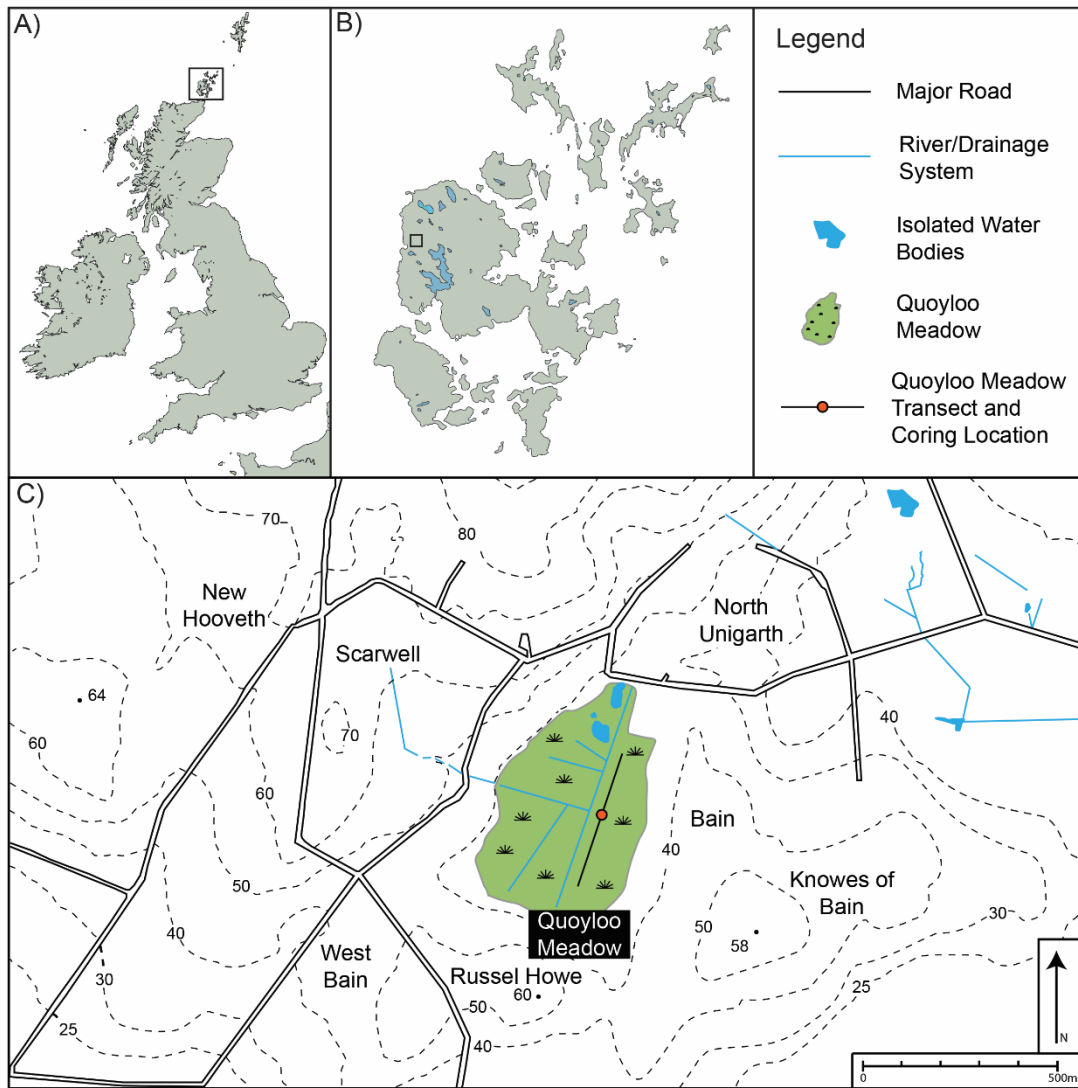 A)
B)
Legend
Major Road
River/Drainage
System
Isolated Water
Bodies
Quoyloo
Meadow
Quoyloo Meadow
Transect and
Coring Location
C)
70
80
New
Hooveth
North
Unigarth
Scarwell
64
60
70
40
60
Bain
40
50
Knowes of
Bain
40
Quoyloo
Meadow
50
58
30
West
Bain
30
Russel Howe
60
50
25
25
40
N
0
500m